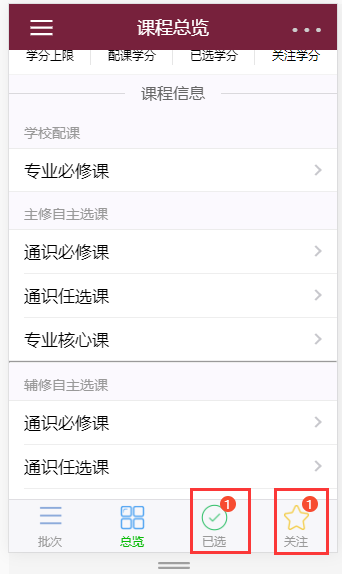 课程总览
学分上限 配课学分 已选学分 关注学分
课程信息
学校配课
专业必修课
主修自主选课
通识必修课
通识任选课
专业核心课
辅修自主选课
通识必修课
通识任选课
1 1
批次 总览 已选 关注